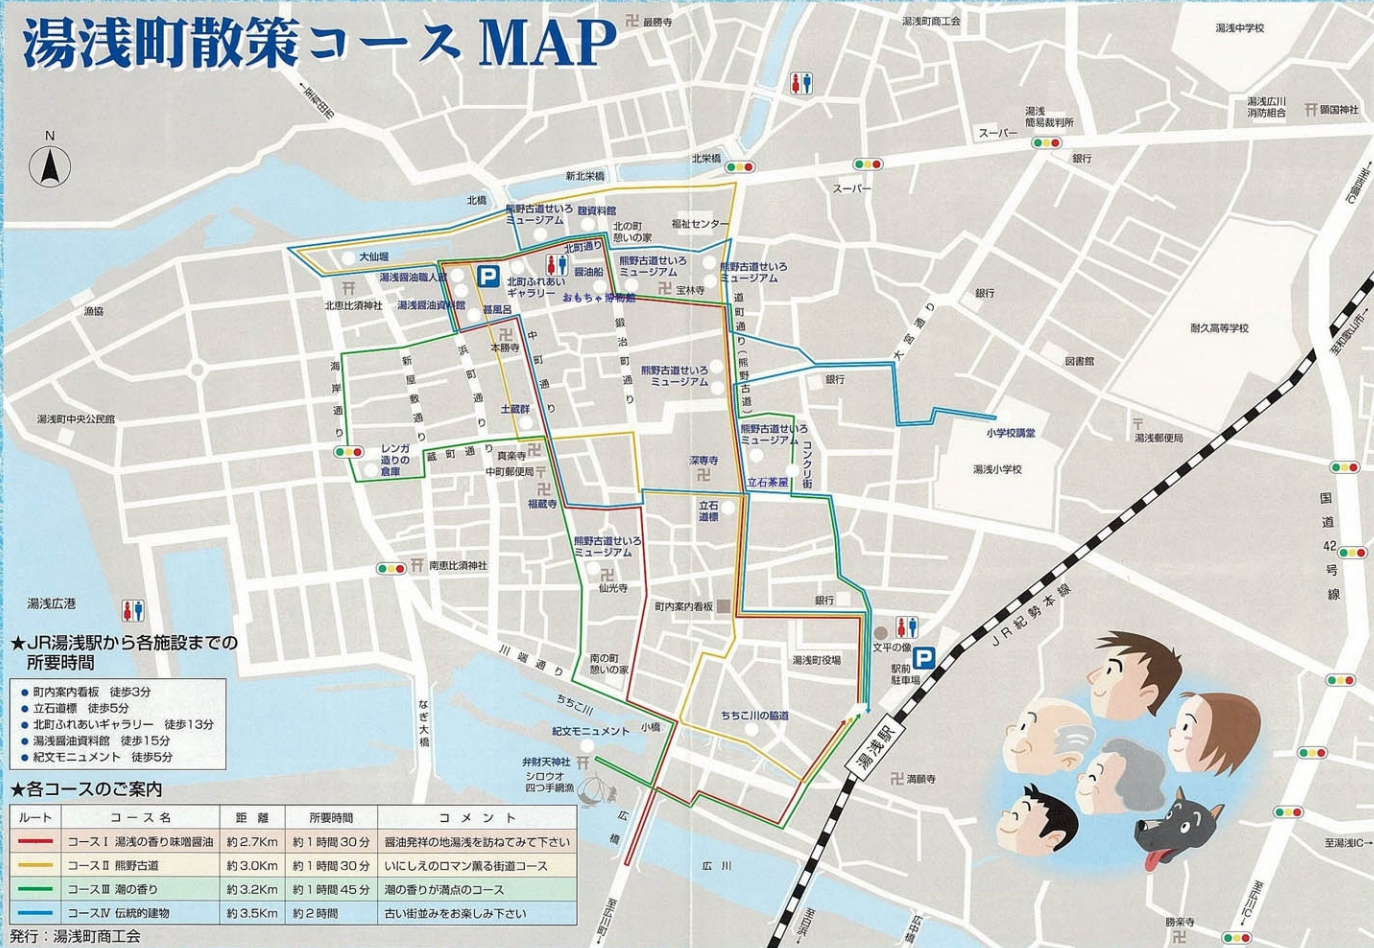 湯浅町散策コースMAP
最勝寺
湯浅町商工会
湯浅中学校
←至有田市
湯浅広川
消防組合
顕国神社
湯浅
簡易裁判所
スーパー
銀行
N
北栄橋
新北栄橋
スーパー
北橋
熊野古道せいろ
ミュージアム
麹資料館
北の町
憩いの家
福祉センター
北町通り
大仙堀
湯浅醤油職人蔵
P
北町ふれあい
ギャラリー
醤油船
熊野古道せいろ
ミュージアム
宝林寺
熊野古道せいろ
ミュージアム
北恵比須神社
湯浅醤油資料館
甚風呂
おもちゃ博物館
道町通り(熊野古道)
大宮通り
銀行
耐久高等学校
至和歌山市→
漁協
本勝寺
中町通り
鍛冶町通り
図書館
海岸通り
新屋敷通り
浜町通り
熊野古道せいろ
ミュージアム
銀行
土蔵群
湯浅町中央公民館
熊野古道せいろ
ミュージアム
コンクリ街
小学校講堂
湯浅郵便局
レンガ
造りの
倉庫
蔵町通り
真楽寺
中町郵便局
深専寺
湯浅小学校
立石茶屋
福蔵寺
立石
道標
国道42号線
熊野古道せいろ
ミュージアム
南恵比須神社
仙光寺
湯浅広港
町内案内看板
銀行
JR紀勢本線
文平の像
★JR湯浅駅から各施設までの
所要時間
川端通り
南の町
憩いの家
湯浅町役場
駅前
駐車場
P
●町内案内看板 徒歩3分
●立石道標 徒歩5分
●北町ふれあいギャラリー 徒歩13分
●湯浅醤油資料館 徒歩15分
●紀文モニュメント 徒歩5分
なぎ大橋
ちちこ川
小橋
ちちこ川の脇道
紀文モニュメント
湯浅駅
弁財天神社
シロウオ
四つ手網漁
満願寺
★各コースのご案内
広橋
広川
至湯浅IC→
ルート コース名 距離 所要時間 コメント
コースⅠ 湯浅の香り味噌醤油 約2.7Km 約1時間30分 醤油発祥の地湯浅を訪ねてみて下さい
コースⅡ 熊野古道 約3.0Km 約1時間30分 いにしえのロマン薫る街道コース
コースⅢ 潮の香り 約3.2Km 約1時間45分 潮の香りが満点のコース
コースⅣ 伝統的建物 約3.5Km 約2時間 古い街並みをお楽しみ下さい
至広川町→
至白浜→
広中橋
勝楽寺
至広川IC→
発行：湯浅町商工会